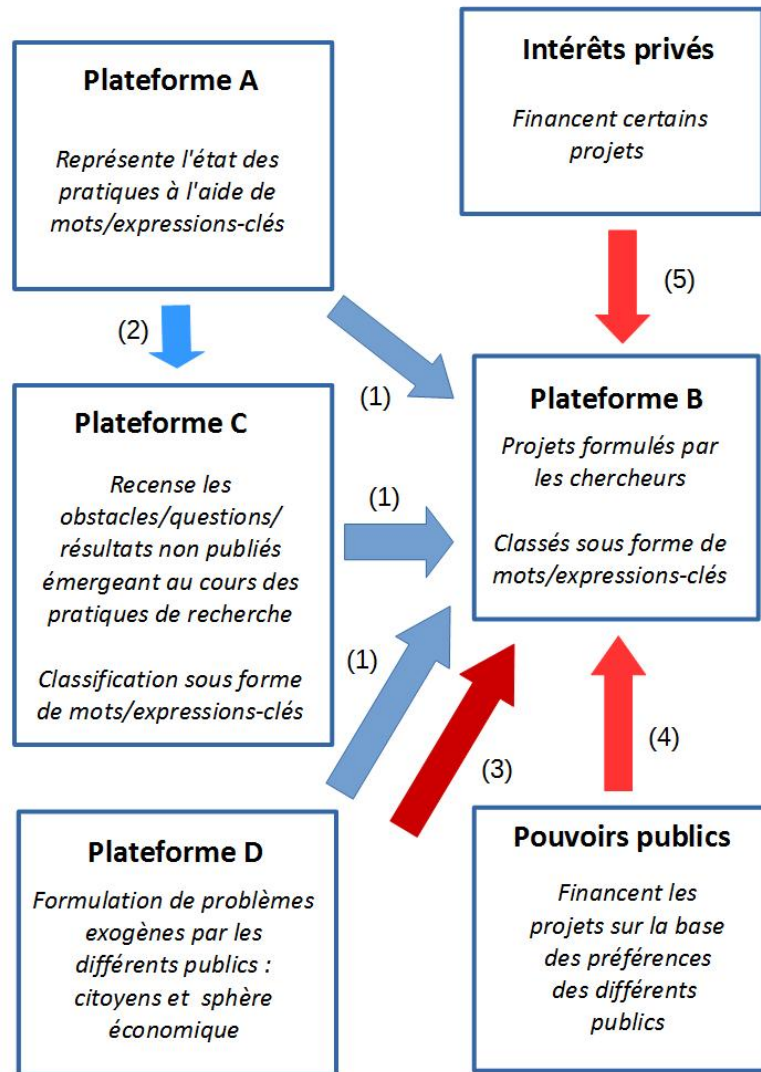 Plateforme A
Représente l'état des
pratiques à l'aide de
mots/expressions-clés
Intérêts privés
Financent certains
projets
(2)
(1)
(5)
Plateforme C
Recense les
obstacles/questions/
résultats non publiés
émergeant au cours des
pratiques de recherche
Classification sous forme
de mots/expressions-clés
(1)
Plateforme B
Projets formulés par
les chercheurs
Classés sous forme de
mots/expressions-clés
(1)
(3)
(4)
Plateforme D
Formulation de problèmes
exogènes par les
différents publics :
citoyens et sphère
économique
Pouvoirs publics
Financent les
projets sur la base
des préférences
des différents
publics